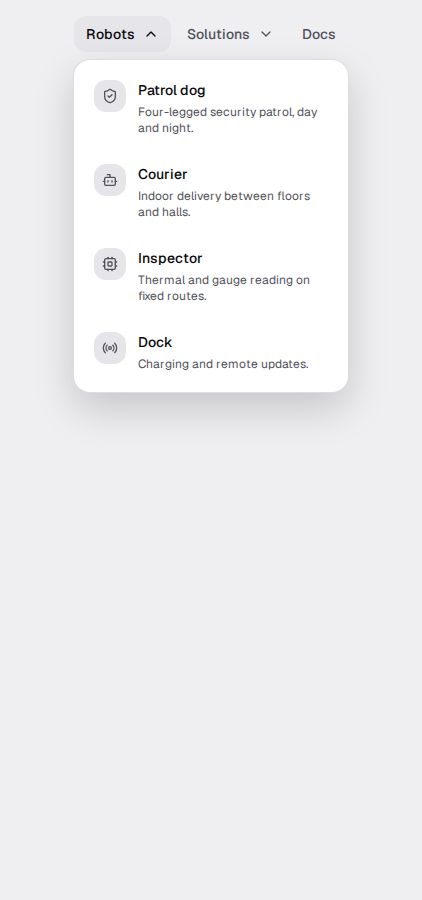 Robots
Solutions
Docs
Patrol dog
Four-legged security patrol, day
and night.
Courier
Indoor delivery between floors
and halls.
Inspector
Thermal and gauge reading on
fixed routes.
Dock
Charging and remote updates.